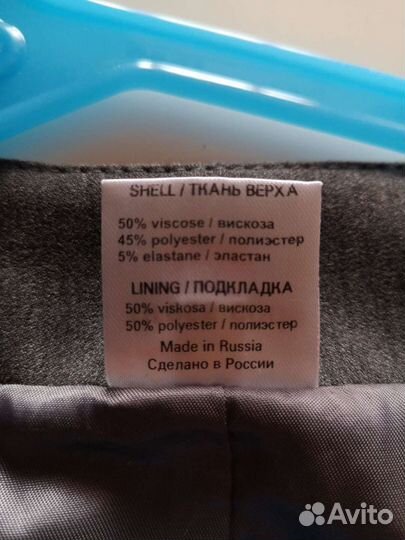 SHELL / ТКАНЬ ВЕРХА
50% viscose / вискоза
45% polyester / полиэстер
5% elastane / эластан
LINING / ПОДКЛАДКА
50% viskosa / вискоза
50% polyester / полиэстер
Made in Russia
Сделано в России
Avito